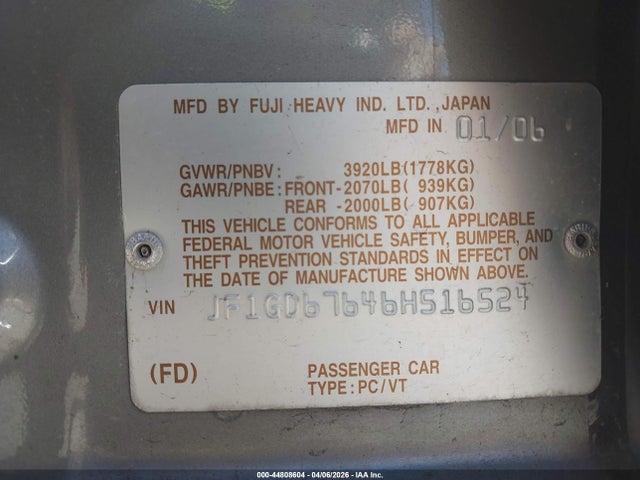 MFD BY FUJI HEAVY IND. LTD., JAPAN
MFD IN 01/06
GVWR/PNBV: 3920LB(1778KG)
GAWR/PNBE: FRONT-2070LB( 939KG)
REAR -2000LB( 907KG)
THIS VEHICLE CONFORMS TO ALL APPLICABLE
FEDERAL MOTOR VEHICLE SAFETY, BUMPER, AND
THEFT PREVENTION STANDARDS IN EFFECT ON
THE DATE OF MANUFACTURE SHOWN ABOVE.
VIN JF1GD67646H516524
(FD) PASSENGER CAR
TYPE: PC/VT
000-44808604 - 04/06/2026 - IAA Inc.